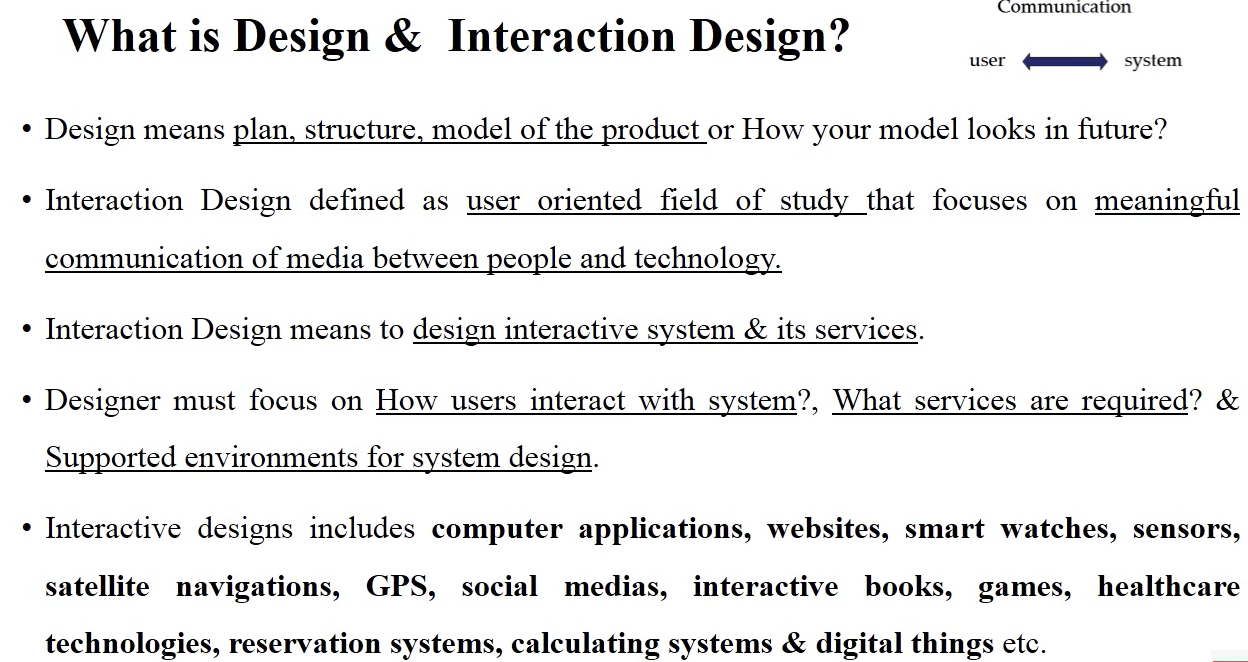 What is Design & Interaction Design?
Communication
user system
• Design means plan, structure, model of the product or How your model looks in future?
• Interaction Design defined as user oriented field of study that focuses on meaningful
communication of media between people and technology.
• Interaction Design means to design interactive system & its services.
• Designer must focus on How users interact with system?, What services are required? &
Supported environments for system design.
• Interactive designs includes computer applications, websites, smart watches, sensors,
satellite navigations, GPS, social medias, interactive books, games, healthcare
technologies, reservation systems, calculating systems & digital things etc.